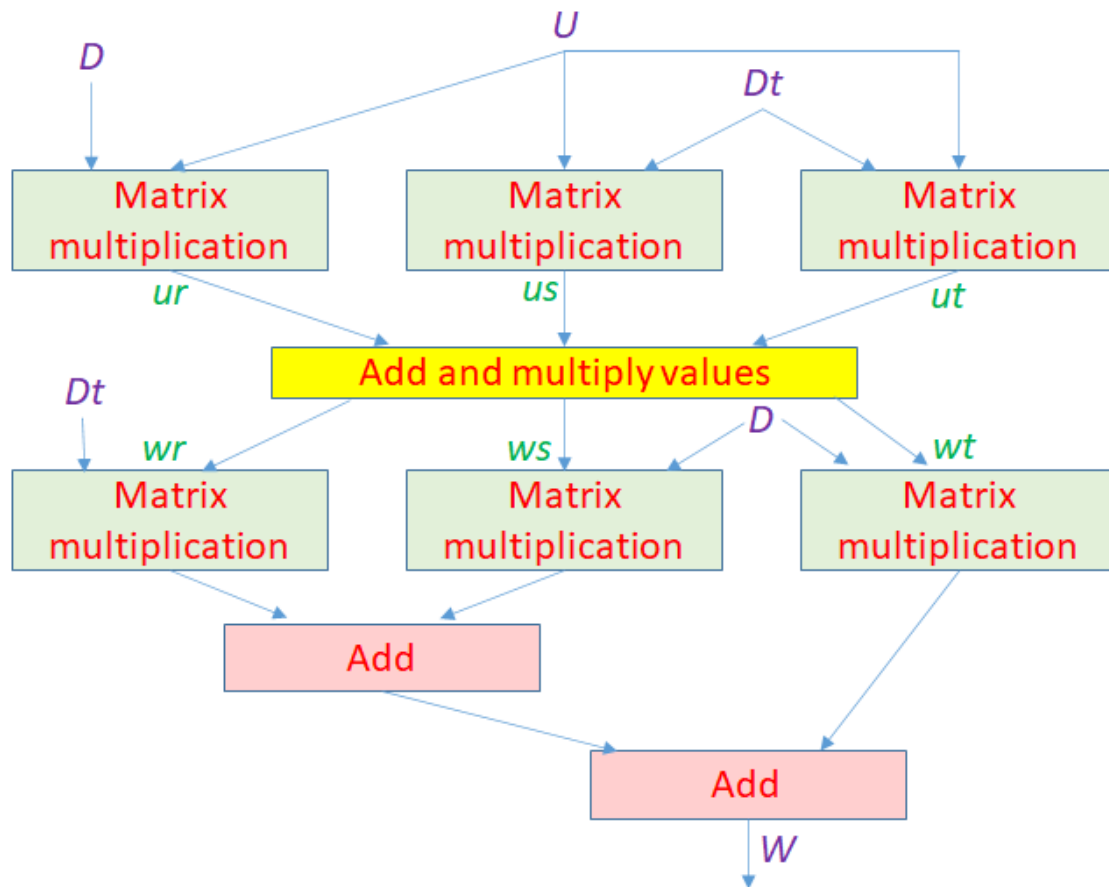 U
D
Dt
Matrix
multiplication
Matrix
multiplication
Matrix
multiplication
ur
us
ut
Add and multiply values
Dt
D
wr
ws
wt
Matrix
multiplication
Matrix
multiplication
Matrix
multiplication
Add
Add
W